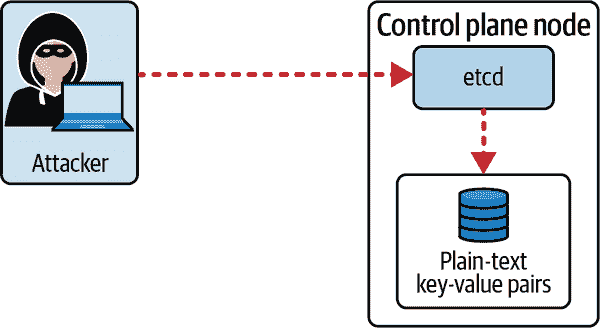 Control plane node
etcd
Attacker
Plain-text
key-value pairs